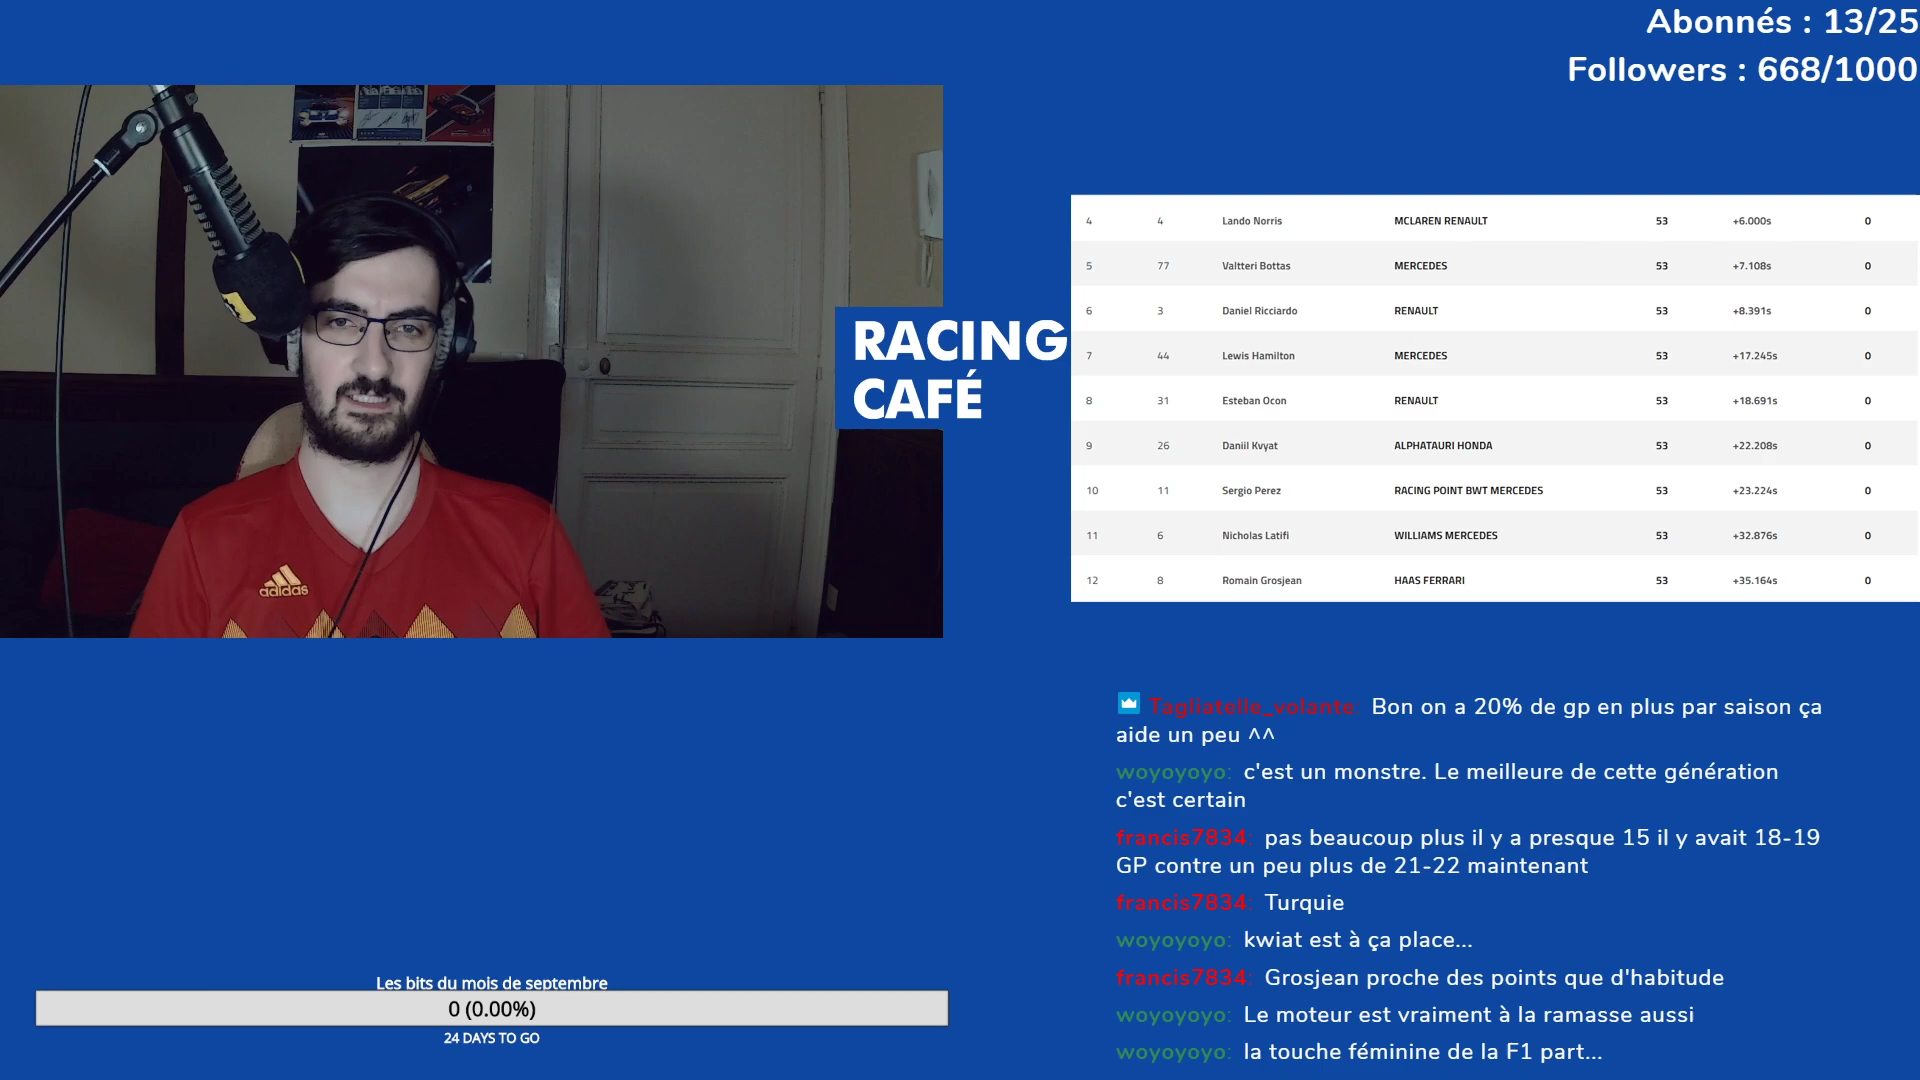 Abonnés : 13/25
Followers : 668/1000
RACING
CAFÉ
adidas
4 4 Lando Norris MCLAREN RENAULT 53 +6.000s 0
5 77 Valtteri Bottas MERCEDES 53 +7.108s 0
6 3 Daniel Ricciardo RENAULT 53 +8.391s 0
7 44 Lewis Hamilton MERCEDES 53 +17.245s 0
8 31 Esteban Ocon RENAULT 53 +18.691s 0
9 26 Daniil Kvyat ALPHATAURI HONDA 53 +22.208s 0
10 11 Sergio Perez RACING POINT BWT MERCEDES 53 +23.224s 0
11 6 Nicholas Latifi WILLIAMS MERCEDES 53 +32.876s 0
12 8 Romain Grosjean HAAS FERRARI 53 +35.164s 0
Tagliatelle_volante: Bon on a 20% de gp en plus par saison ça
aide un peu ^^
woyoyoyo: c'est un monstre. Le meilleure de cette génération
c'est certain
francis7834: pas beaucoup plus il y a presque 15 il y avait 18-19
GP contre un peu plus de 21-22 maintenant
francis7834: Turquie
woyoyoyo: kwiat est à ça place...
francis7834: Grosjean proche des points que d'habitude
woyoyoyo: Le moteur est vraiment à la ramasse aussi
woyoyoyo: la touche féminine de la F1 part...
Les bits du mois de septembre
0 (0.00%)
24 DAYS TO GO